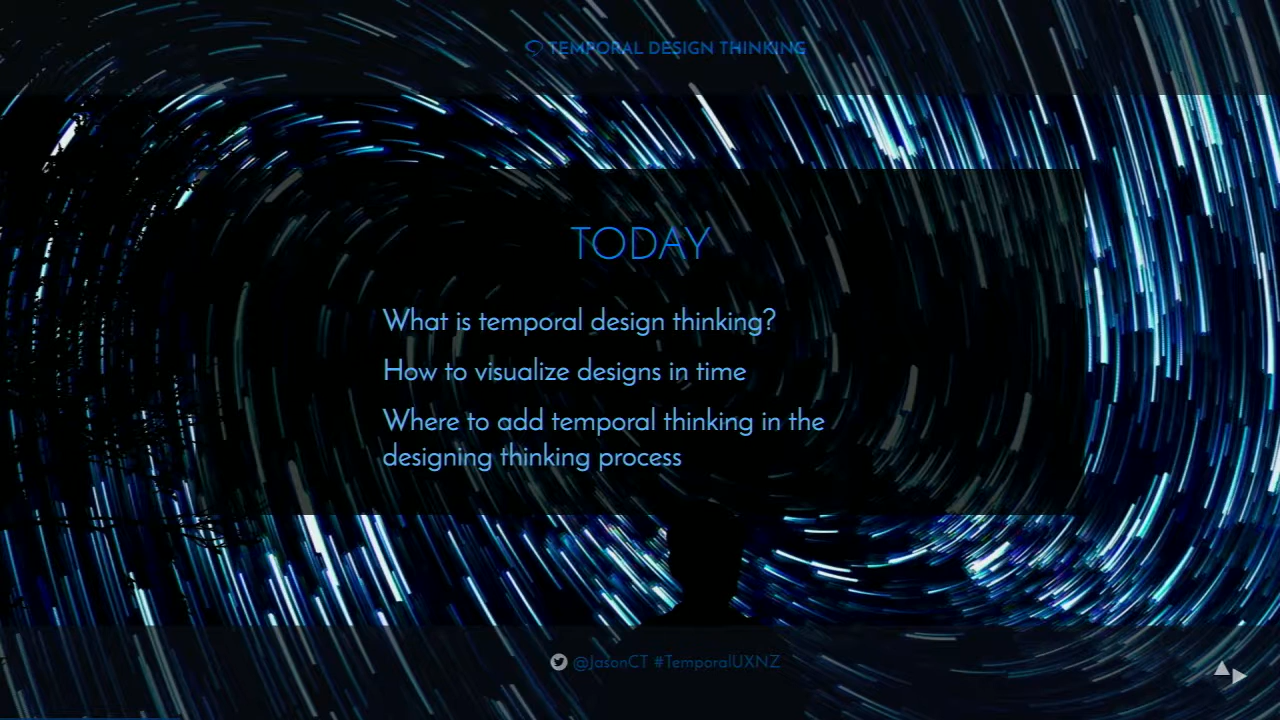 TEMPORAL DESIGN THINKING
TODAY
What is temporal design thinking?
How to visualize designs in time
Where to add temporal thinking in the
designing thinking process
@JasonCT #TemporalUXNZ